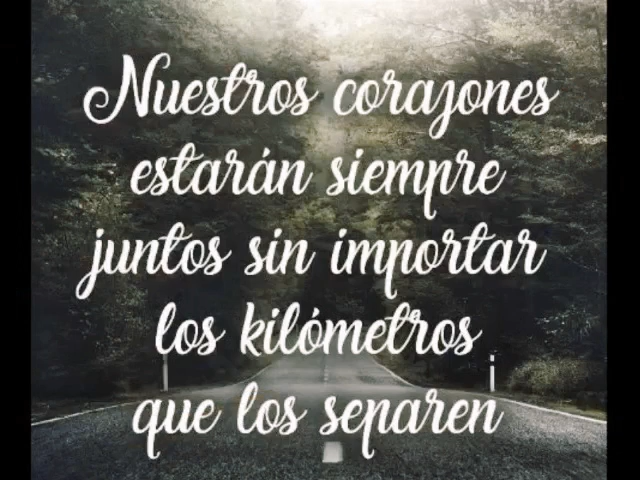 Nuestros corazones
estarán siempre
juntos sin importar
los kilómetros
que los separen